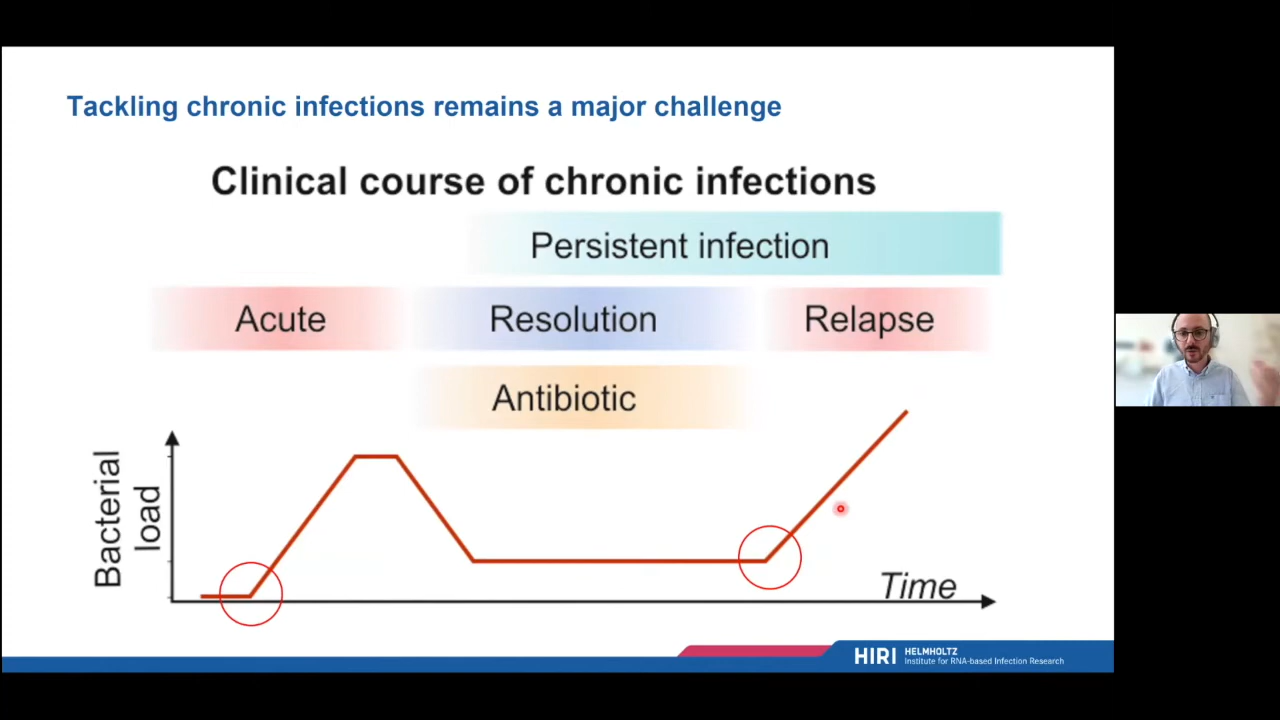 Tackling chronic infections remains a major challenge
Clinical course of chronic infections
Persistent infection
Acute
Resolution
Relapse
Antibiotic
Bacterial
load
Time
HIRI
HELMHOLTZ
Institute for RNA-based Infection Research